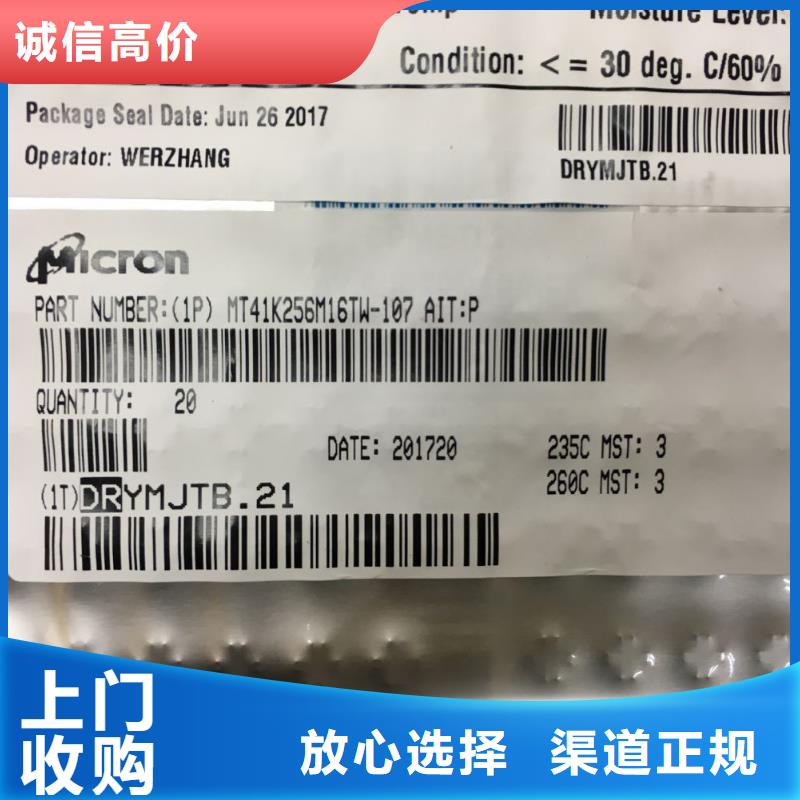 诚信高价
Moisture Level:
Condition: < = 30 deg. C/60%
Package Seal Date: Jun 26 2017
Operator: WERZHANG
DRYMJTB.21
Micron
PART NUMBER:(1P) MT41K256M16TW-107 AIT:P
QUANTITY: 20
DATE: 201720
235C MST: 3
260C MST: 3
(1T)DRYMJTB.21
上门
收购
放心选择 渠道正规